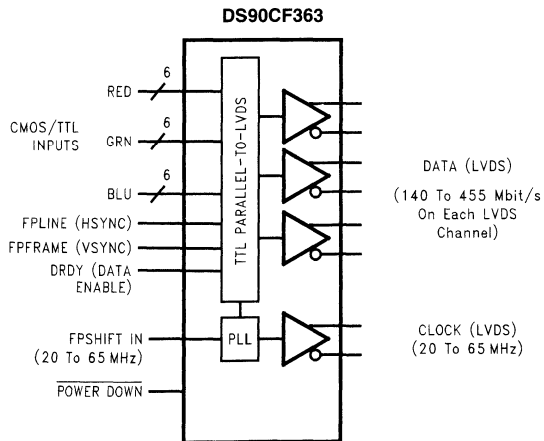 DS90CF363
6
RED
6
CMOS/TTL
INPUTS
GRN
6
BLU
FPLINE (HSYNC)
FPFRAME (VSYNC)
DRDY (DATA
ENABLE)
FPSHIFT IN
(20 To 65 MHz)
POWER DOWN
TTL PARALLEL-TO-LVDS
PLL
DATA (LVDS)
(140 To 455 Mbit/s
On Each LVDS
Channel)
CLOCK (LVDS)
(20 To 65 MHz)